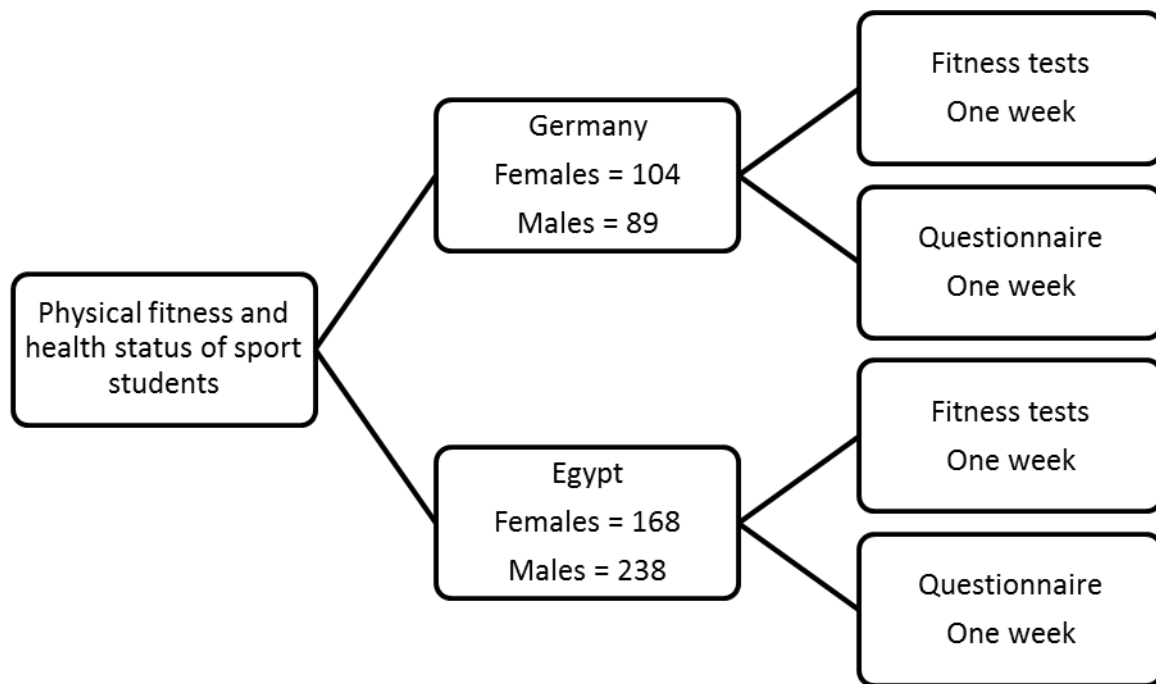 Physical fitness and
health status of sport
students
Germany
Females = 104
Males = 89
Fitness tests
One week
Questionnaire
One week
Egypt
Females = 168
Males = 238
Fitness tests
One week
Questionnaire
One week